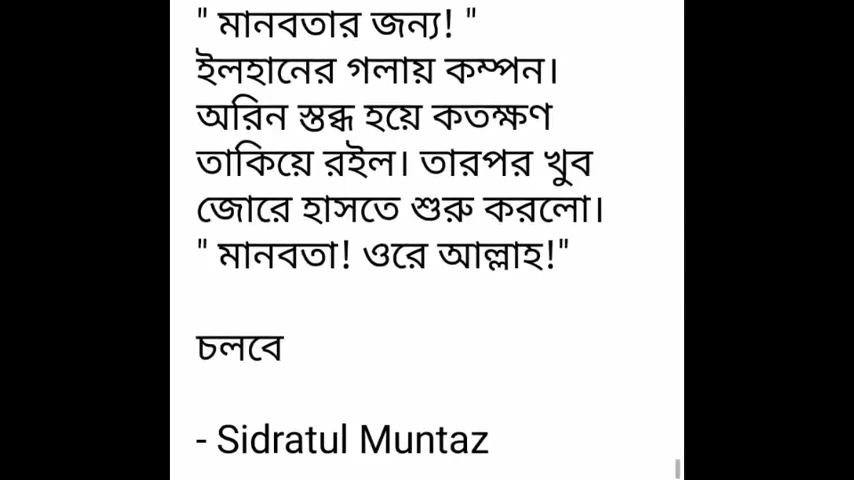 " মানবতার জন্য! "
ইলহানের গলায় কম্পন।
অরিন স্তব্ধ হয়ে কতক্ষণ
তাকিয়ে রইল। তারপর খুব
জোরে হাসতে শুরু করলো।
" মানবতা! ওরে আল্লাহ!"
চলবে
- Sidratul Muntaz